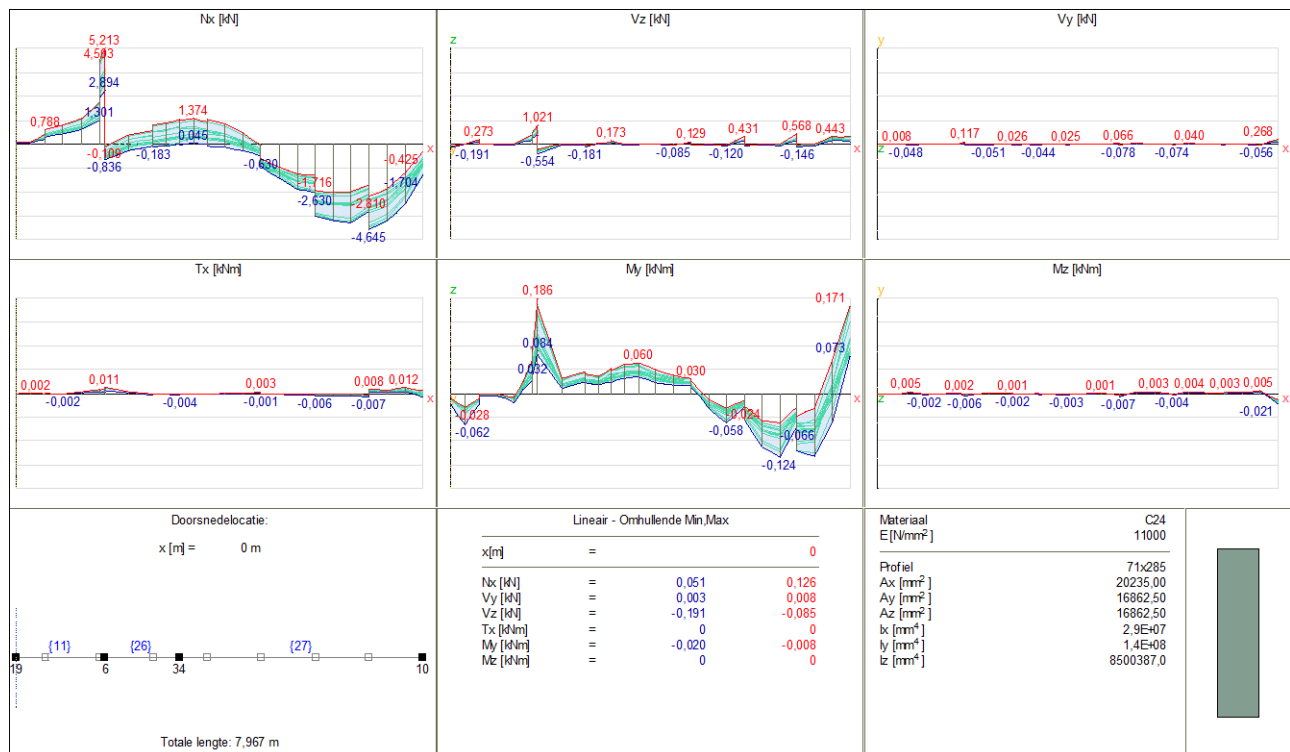 Nx [kN]
5,213
4,593
2,894
1,301
0,788
-0,109
-0,836
-0,183
1,374
0,045
-0,630
-1,716
-2,630
-2,810
-4,645
-0,425
-1,704
x
Vz [kN]
z
y
0,273
-0,191
1,021
-0,554
0,173
-0,181
0,129
-0,085
0,431
-0,120
0,568
-0,146
0,443
x
Vy [kN]
y
z
0,008
-0,048
0,117
-0,051
0,026
-0,044
0,025
0,066
-0,078
0,040
-0,074
0,268
-0,056
x
Tx [kNm]
0,002
-0,002
0,011
-0,004
0,003
-0,001
-0,006
0,008
-0,007
0,012
x
My [kNm]
z
y
-0,028
-0,062
0,186
0,084
0,032
0,060
0,030
-0,024
-0,058
-0,066
-0,124
0,171
0,073
x
Mz [kNm]
y
z
0,005
-0,002
0,002
-0,006
0,001
-0,002
-0,003
0,001
-0,007
0,003
-0,004
0,004
0,003
0,005
-0,021
x
Doorsnedelocatie:
x [m] = 0 m
{11} {26} {27}
19 6 34 10
Totale lengte: 7,967 m
Lineair - Omhullende Min,Max
x[m] = 0
Nx [kN] = 0,051 0,126
Vy [kN] = 0,003 0,008
Vz [kN] = -0,191 -0,085
Tx [kNm] = 0 0
My [kNm] = -0,020 -0,008
Mz [kNm] = 0 0
Materiaal C24
E[N/mm²] 11000
Profiel 71x285
Ax [mm²] 20235,00
Ay [mm²] 16862,50
Az [mm²] 16862,50
Ix [mm⁴] 2,9E+07
Iy [mm⁴] 1,4E+08
Iz [mm⁴] 8500387,0